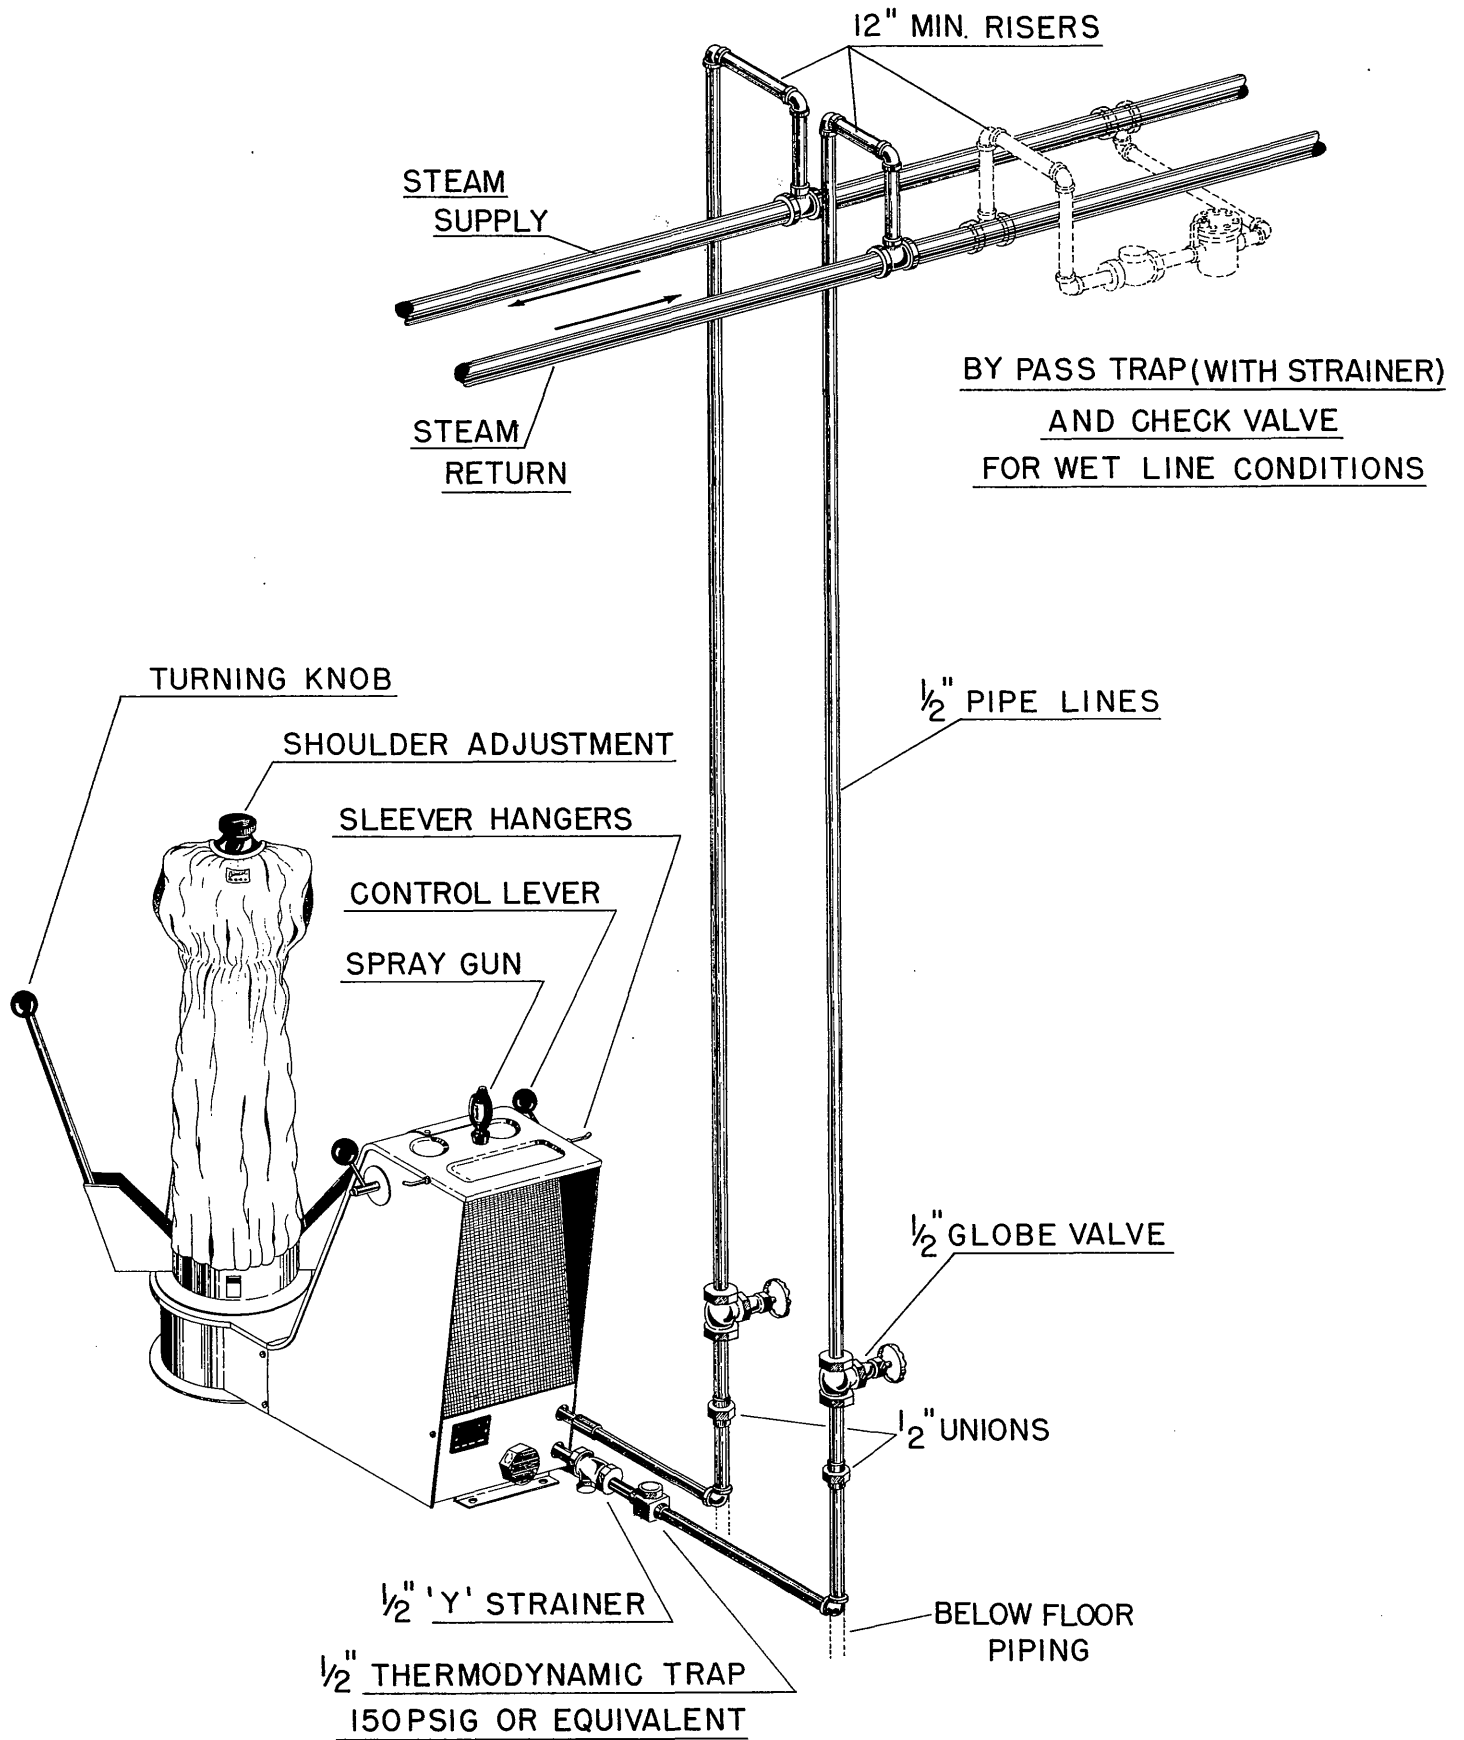 12" MIN. RISERS
STEAM
SUPPLY
BY PASS TRAP (WITH STRAINER)
AND CHECK VALVE
FOR WET LINE CONDITIONS
STEAM
RETURN
TURNING KNOB
1/2" PIPE LINES
SHOULDER ADJUSTMENT
SLEEVER HANGERS
CONTROL LEVER
SPRAY GUN
1/2" GLOBE VALVE
1/2" UNIONS
1/2" 'Y' STRAINER
BELOW FLOOR
PIPING
1/2" THERMODYNAMIC TRAP
150 PSIG OR EQUIVALENT